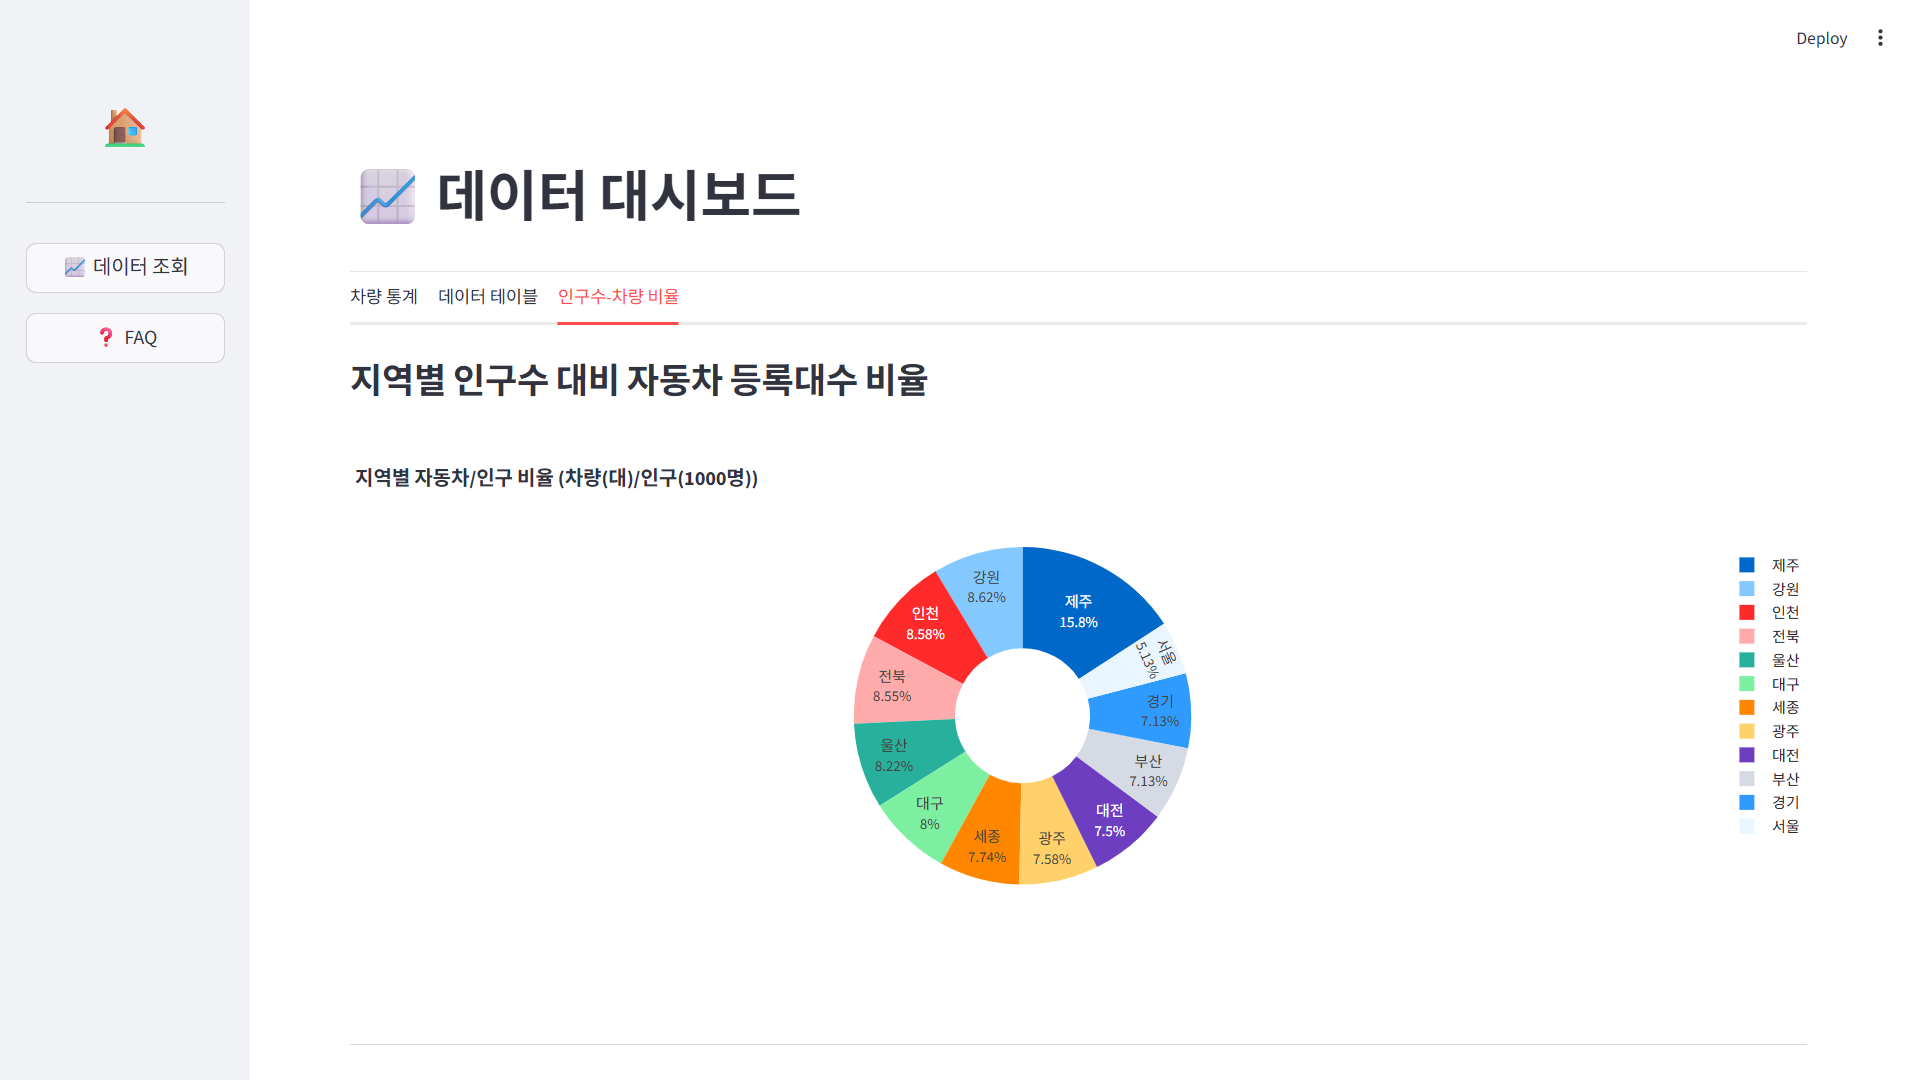 Deploy
데이터 조회
FAQ
데이터 대시보드
차량 통계 데이터 테이블 인구수-차량 비율
지역별 인구수 대비 자동차 등록대수 비율
지역별 자동차/인구 비율 (차량(대)/인구(1000명))
강원
8.62%
제주
15.8%
인천
8.58%
서울
5.13%
전북
8.55%
경기
7.13%
울산
8.22%
부산
7.13%
대구
8%
대전
7.5%
세종
7.74%
광주
7.58%
제주
강원
인천
전북
울산
대구
세종
광주
대전
부산
경기
서울